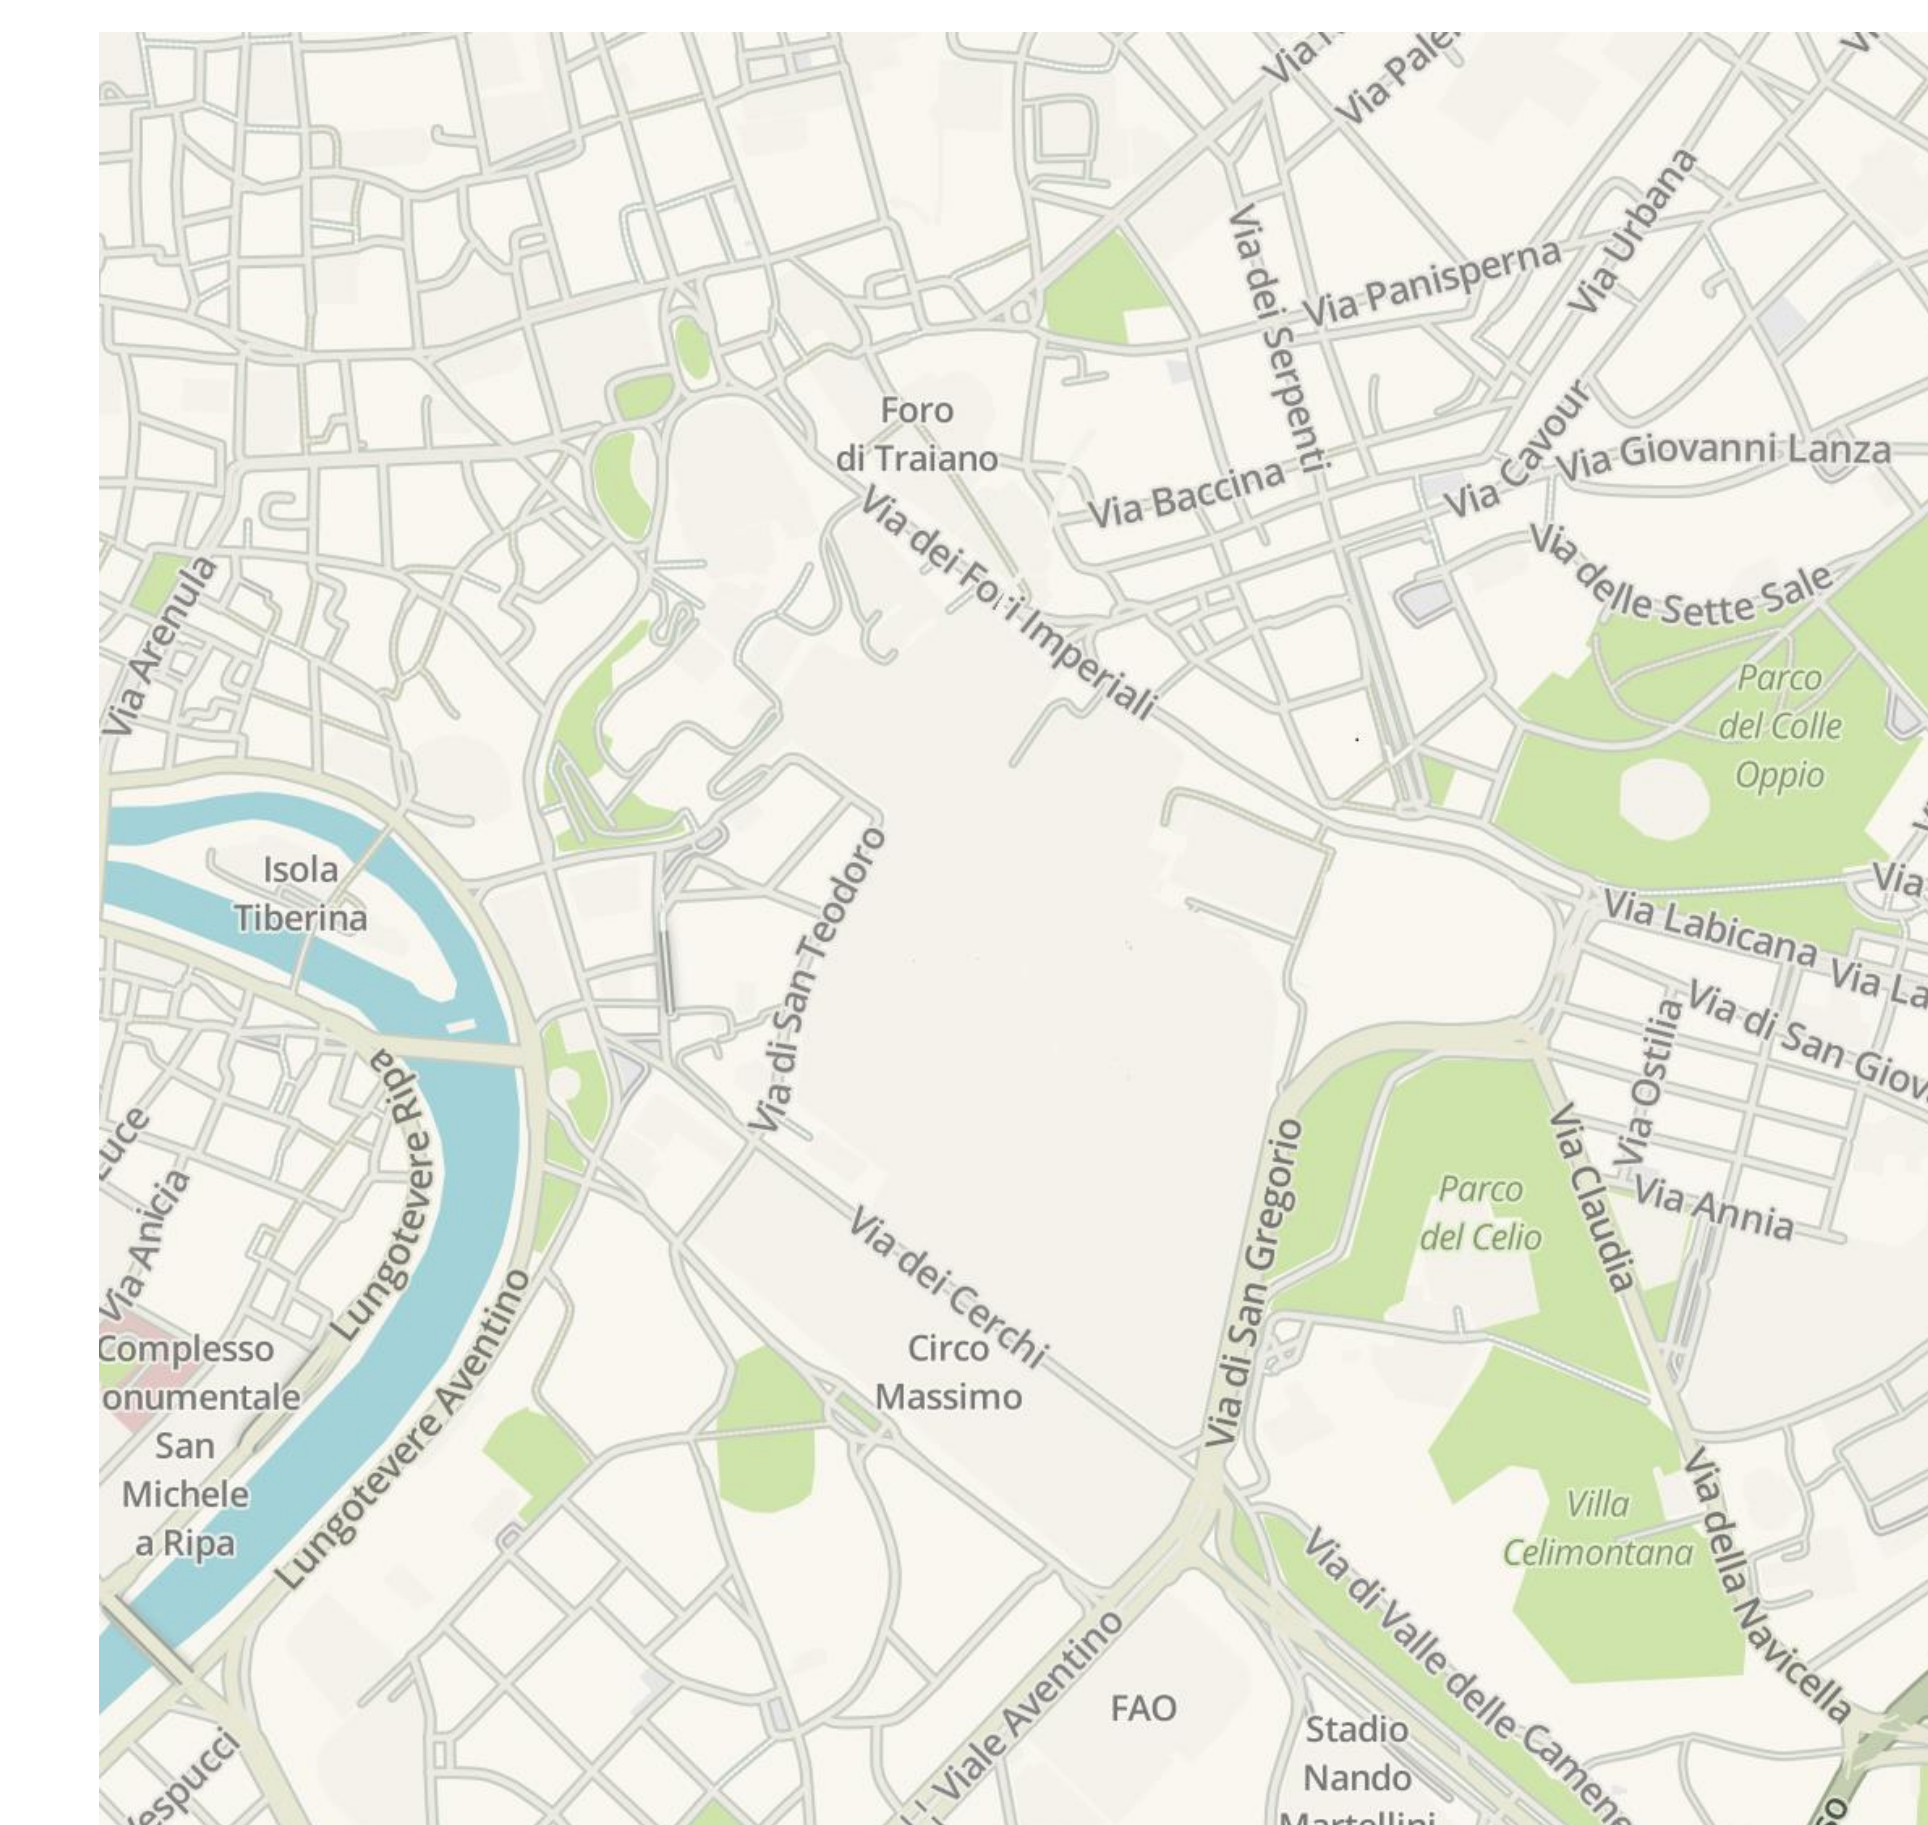 Via Pale
Via dei Serpenti
Via Panisperna
Via Urbana
Foro
di Traiano
Via Cavour
Via Giovanni Lanza
Via Baccina
Via dei Fori Imperiali
Via delle Sette Sale
Via Arenula
Parco
del Colle
Oppio
Isola
Tiberina
Via di San Teodoro
Via
Via Labicana
Via La
Via di San Giov
Via Ostilia
Via Annia
Via Claudia
Parco
del Celio
Lungotevere Ripa
Luce
Via Anicia
Via di San Gregorio
Via dei Cerchi
Circo
Massimo
Complesso
onumentale
San
Michele
a Ripa
Lungotevere Aventino
Villa
Celimontana
Via della Navicella
Via di Valle delle Camene
Viale Aventino
FAO
Stadio
Nando
Martellini
Vespucci